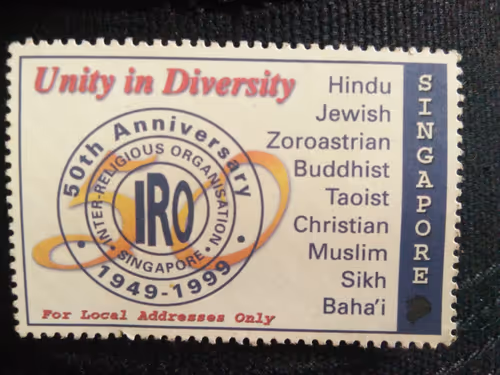 Unity in Diversity
50th Anniversary
INTER-RELIGIOUS ORGANISATION
IRO
• SINGAPORE •
• 1949-1999 •
Hindu
Jewish
Zoroastrian
Buddhist
Taoist
Christian
Muslim
Sikh
Baha'i
SINGAPORE
For Local Addresses Only